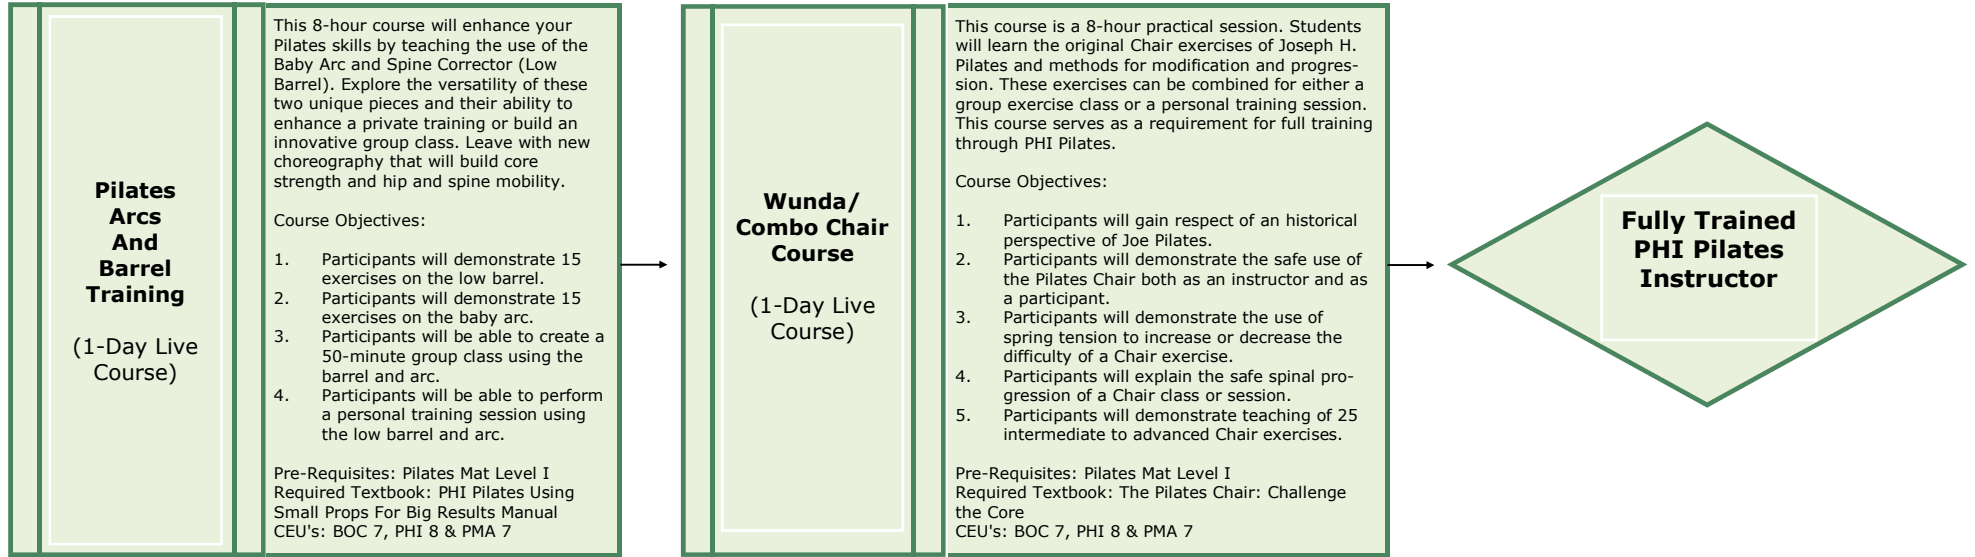 Pilates
Arcs
And
Barrel
Training
(1-Day Live
Course)
This 8-hour course will enhance your
Pilates skills by teaching the use of the
Baby Arc and Spine Corrector (Low
Barrel). Explore the versatility of these
two unique pieces and their ability to
enhance a private training or build an
innovative group class. Leave with new
choreography that will build core
strength and hip and spine mobility.
Course Objectives:
1. Participants will demonstrate 15
exercises on the low barrel.
2. Participants will demonstrate 15
exercises on the baby arc.
3. Participants will be able to create a
50-minute group class using the
barrel and arc.
4. Participants will be able to perform
a personal training session using
the low barrel and arc.
Pre-Requisites: Pilates Mat Level I
Required Textbook: PHI Pilates Using
Small Props For Big Results Manual
CEU's: BOC 7, PHI 8 & PMA 7
Wunda/
Combo Chair
Course
(1-Day Live
Course)
This course is a 8-hour practical session. Students
will learn the original Chair exercises of Joseph H.
Pilates and methods for modification and progres-
sion. These exercises can be combined for either a
group exercise class or a personal training session.
This course serves as a requirement for full training
through PHI Pilates.
Course Objectives:
1. Participants will gain respect of an historical
perspective of Joe Pilates.
2. Participants will demonstrate the safe use of
the Pilates Chair both as an instructor and as
a participant.
3. Participants will demonstrate the use of
spring tension to increase or decrease the
difficulty of a Chair exercise.
4. Participants will explain the safe spinal pro-
gression of a Chair class or session.
5. Participants will demonstrate teaching of 25
intermediate to advanced Chair exercises.
Pre-Requisites: Pilates Mat Level I
Required Textbook: The Pilates Chair: Challenge
the Core
CEU's: BOC 7, PHI 8 & PMA 7
Fully Trained
PHI Pilates
Instructor